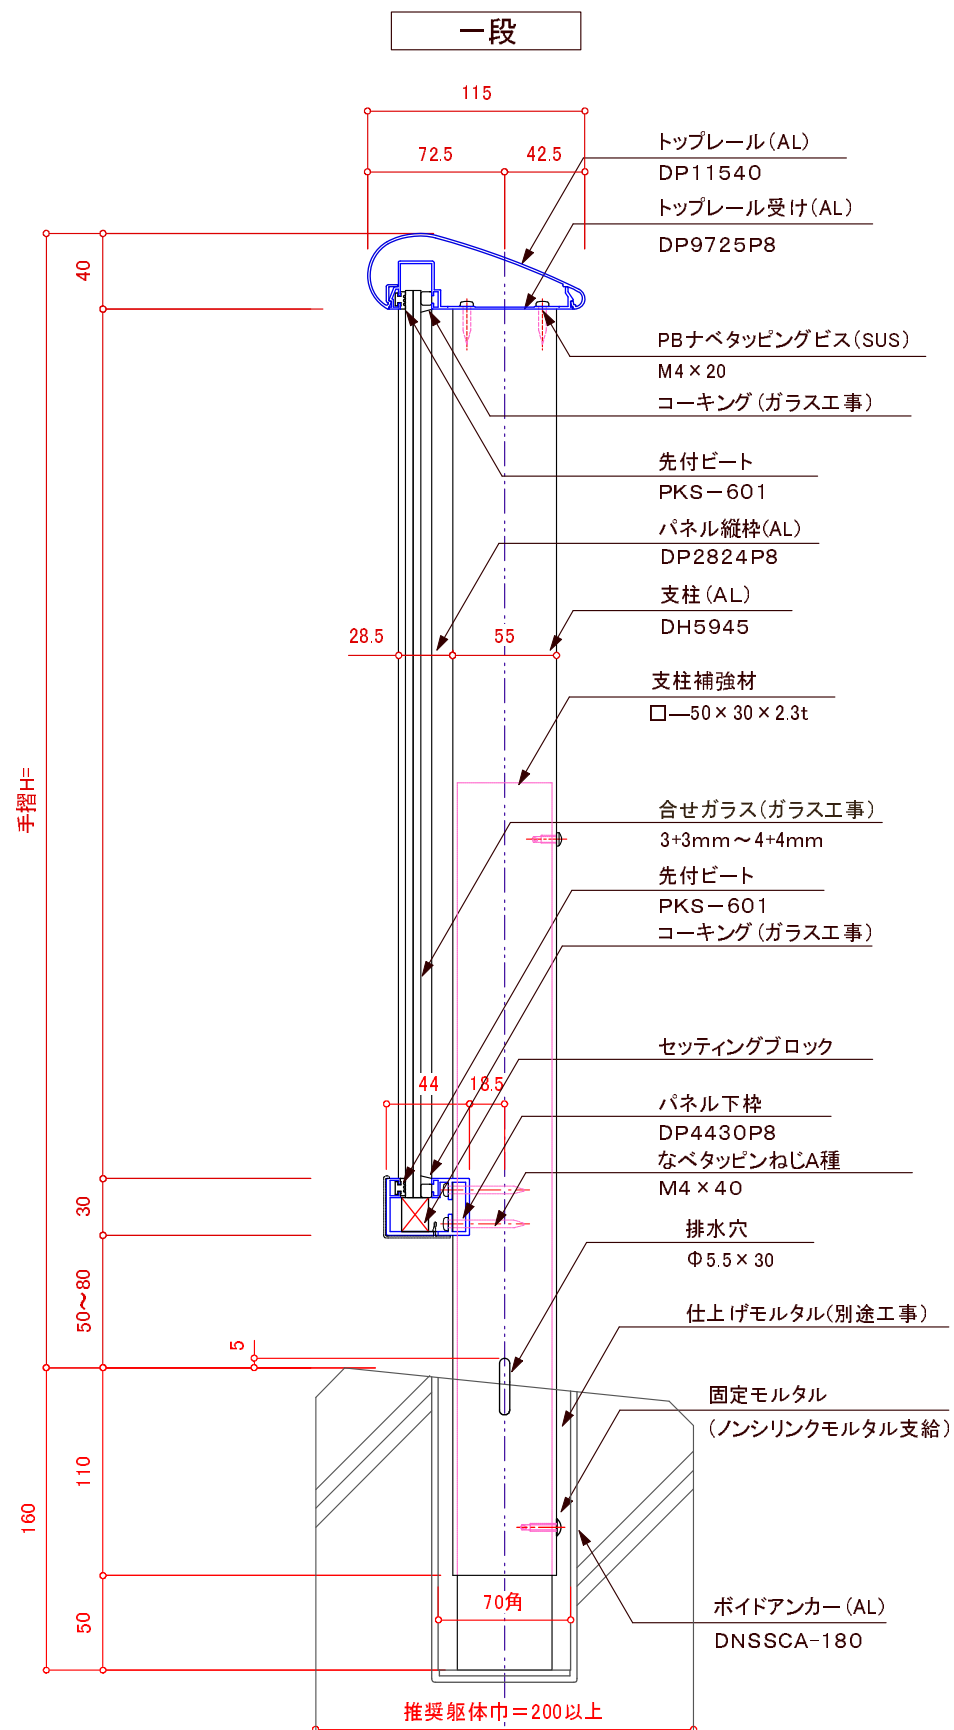 一段
115
72.5
42.5
トップレール(AL)
DP11540
トップレール受け(AL)
DP9725P8
40
PBナベタッピングビス(SUS)
M4×20
コーキング(ガラス工事)
先付ビート
PKS－601
パネル縦枠(AL)
DP2824P8
支柱(AL)
DH5945
28.5
55
支柱補強材
□―50×30×2.3t
手摺H=
合せガラス(ガラス工事)
3+3mm～4+4mm
先付ビート
PKS－601
コーキング(ガラス工事)
セッティングブロック
44
18.5
パネル下枠
DP4430P8
なベタッピンねじA種
M4×40
30
排水穴
Φ5.5×30
50～80
5
仕上げモルタル(別途工事)
固定モルタル
(ノンシリンクモルタル支給)
110
160
50
70角
ボイドアンカー(AL)
DNSSCA-180
推奨躯体巾＝200以上